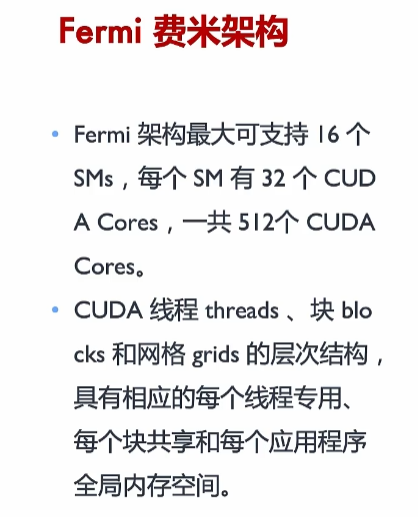 Fermi 费米架构
• Fermi 架构最大可支持 16 个
SMs，每个 SM 有 32 个 CUD
A Cores，一共 512个 CUDA
Cores。
• CUDA 线程 threads 、块 blo
cks 和网格 grids 的层次结构，
具有相应的每个线程专用、
每个块共享和每个应用程序
全局内存空间。